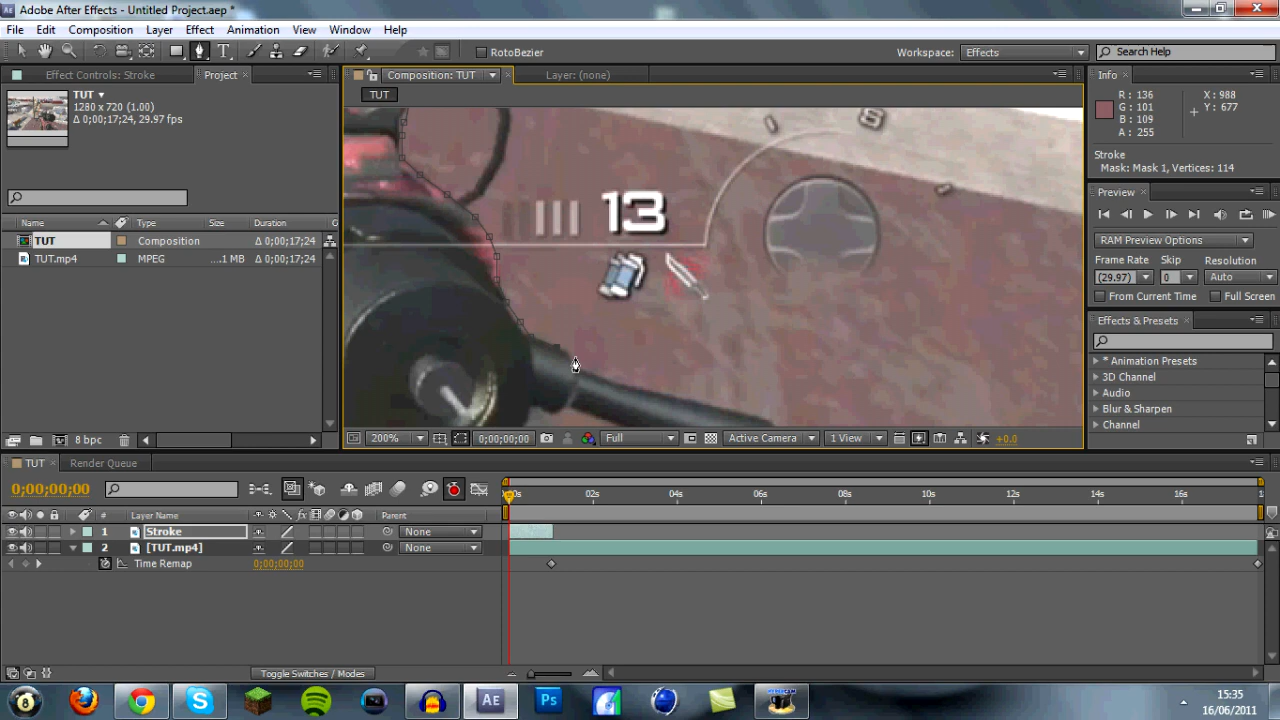 Adobe After Effects - Untitled Project.aep *
File Edit Composition Layer Effect Animation View Window Help
RotoBezier
Workspace: Effects
Search Help
Effect Controls: Stroke
Project
Composition: TUT
Layer: (none)
Info
TUT
TUT
1280 x 720 (1.00)
Δ 0;00;17;24, 29.97 fps
R : 136
G : 101
B : 109
A : 255
X : 988
Y : 677
Stroke
Mask: Mask 1, Vertices: 114
13
Preview
RAM Preview Options
Frame Rate Skip Resolution
(29.97) 1 Auto
From Current Time Full Screen
Effects & Presets
* Animation Presets
3D Channel
Audio
Blur & Sharpen
Channel
Name Type Size Duration
TUT Composition Δ 0;00;17;24
TUT.mp4 MPEG ...1 MB Δ 0;00;17;24
8 bpc
200% 0;00;00;00 Full Active Camera 1 View +0.0
TUT Render Queue
0;00;00;00
02s 04s 06s 08s 10s 12s 14s 16s
# Layer Name Parent
1 Stroke None
2 [TUT.mp4] None
Time Remap 0;00;00;00
Toggle Switches / Modes
15:35
16/06/2011